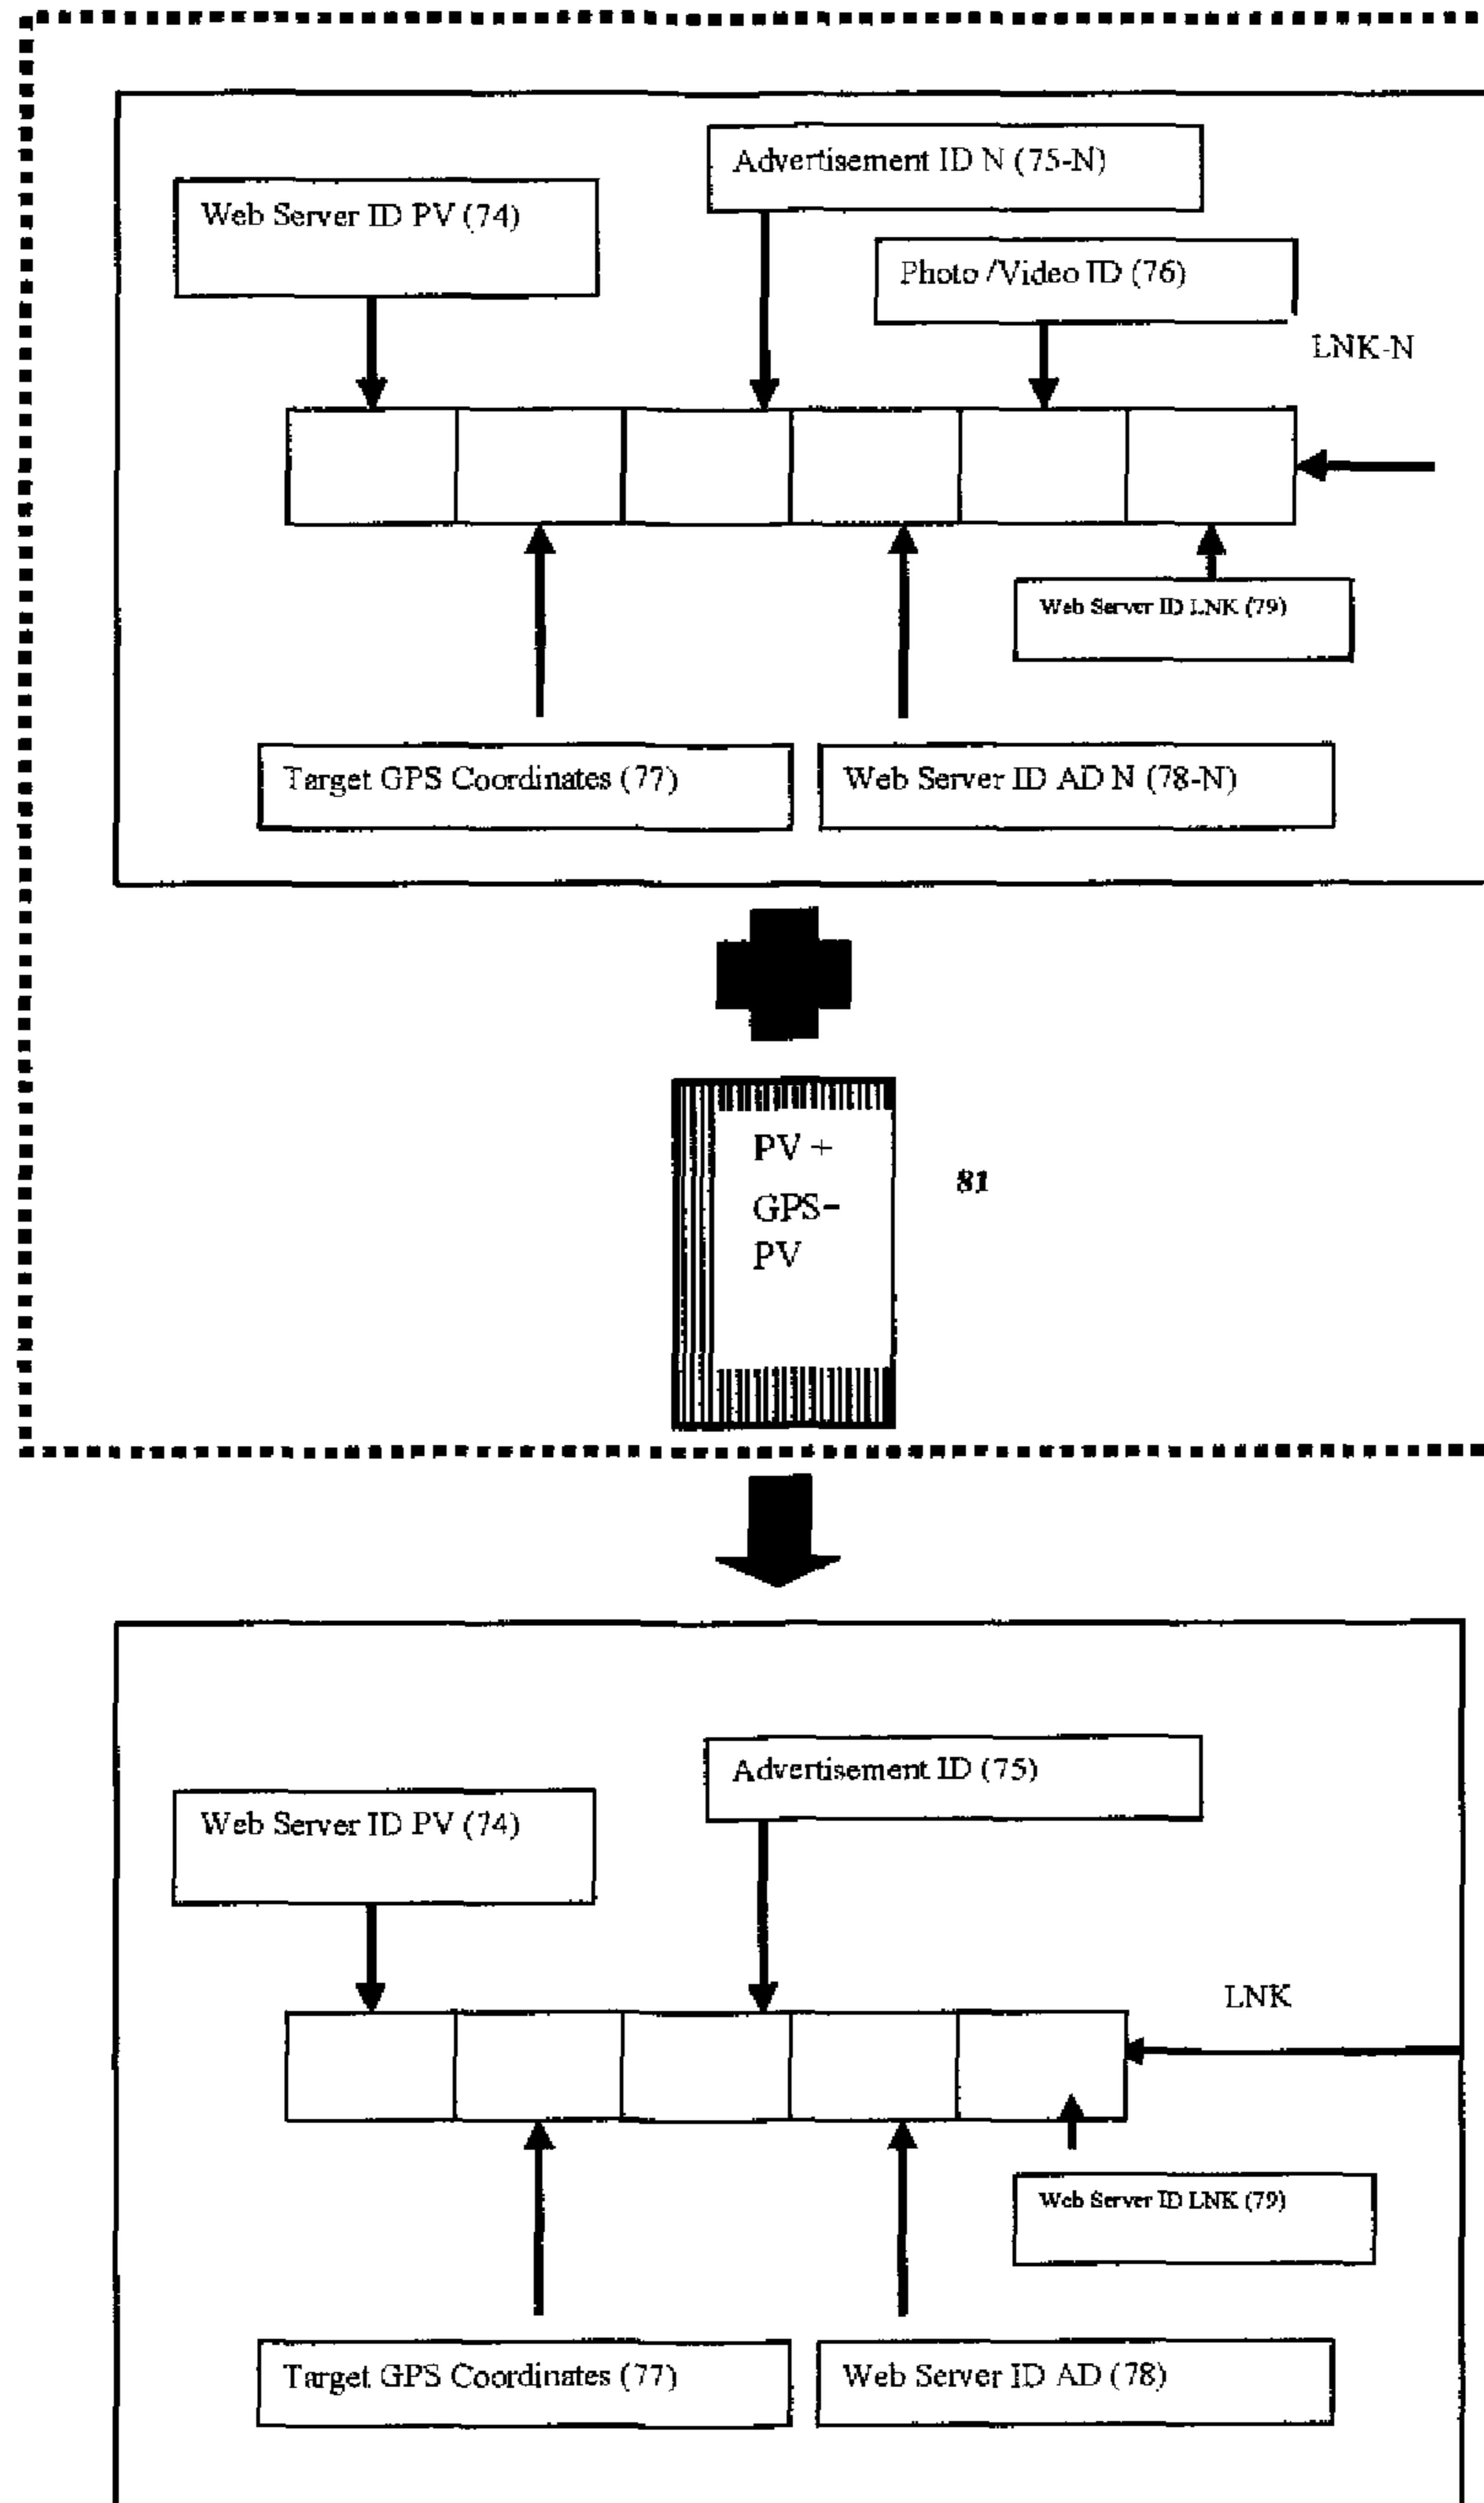 Advertisement ID N (75-N)
Web Server ID PV (74)
Photo /Video ID (76)
LNK-N
Web Server ID LNK (79)
Target GPS Coordinates (77)
Web Server ID AD N (78-N)
PV +
GPS-
PV
81
Advertisement ID (75)
Web Server ID PV (74)
LNK
Web Server ID LNK (79)
Target GPS Coordinates (77)
Web Server ID AD (78)